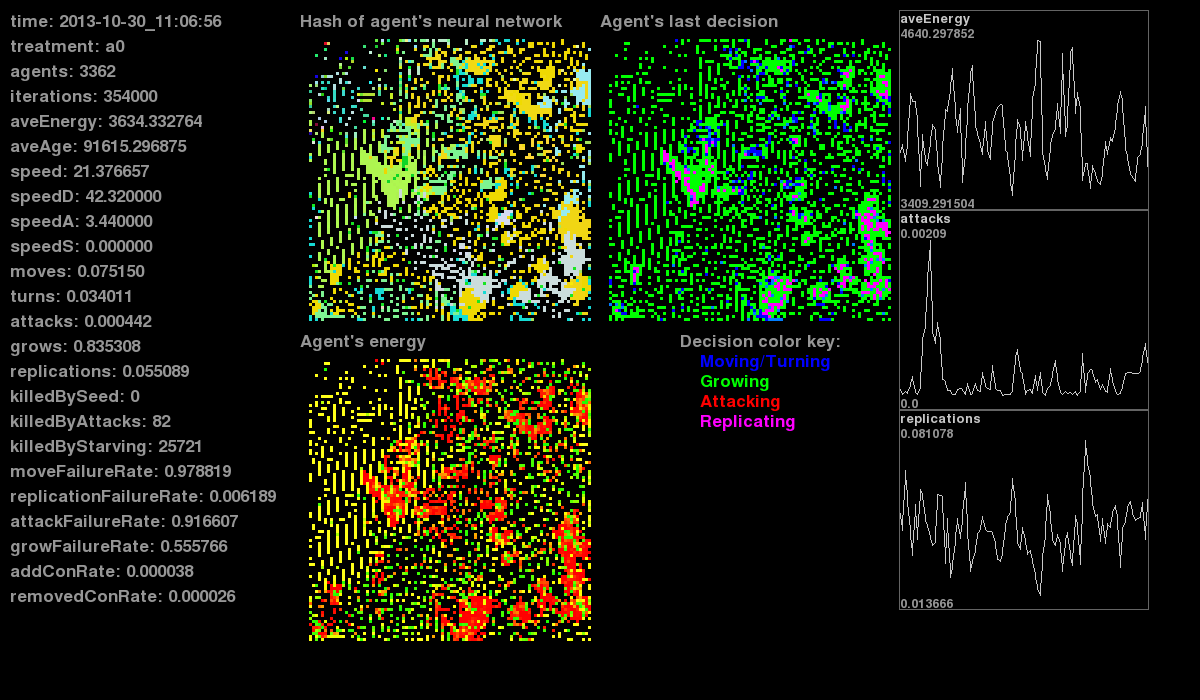 time: 2013-10-30_11:06:56
treatment: a0
agents: 3362
iterations: 354000
aveEnergy: 3634.332764
aveAge: 91615.296875
speed: 21.376657
speedD: 42.320000
speedA: 3.440000
speedS: 0.000000
moves: 0.075150
turns: 0.034011
attacks: 0.000442
grows: 0.835308
replications: 0.055089
killedBySeed: 0
killedByAttacks: 82
killedByStarving: 25721
moveFailureRate: 0.978819
replicationFailureRate: 0.006189
attackFailureRate: 0.916607
growFailureRate: 0.555766
addConRate: 0.000038
removedConRate: 0.000026
Hash of agent's neural network
Agent's last decision
Agent's energy
Decision color key:
Moving/Turning
Growing
Attacking
Replicating
aveEnergy
4640.297852
3409.291504
attacks
0.00209
0.0
replications
0.081078
0.013666